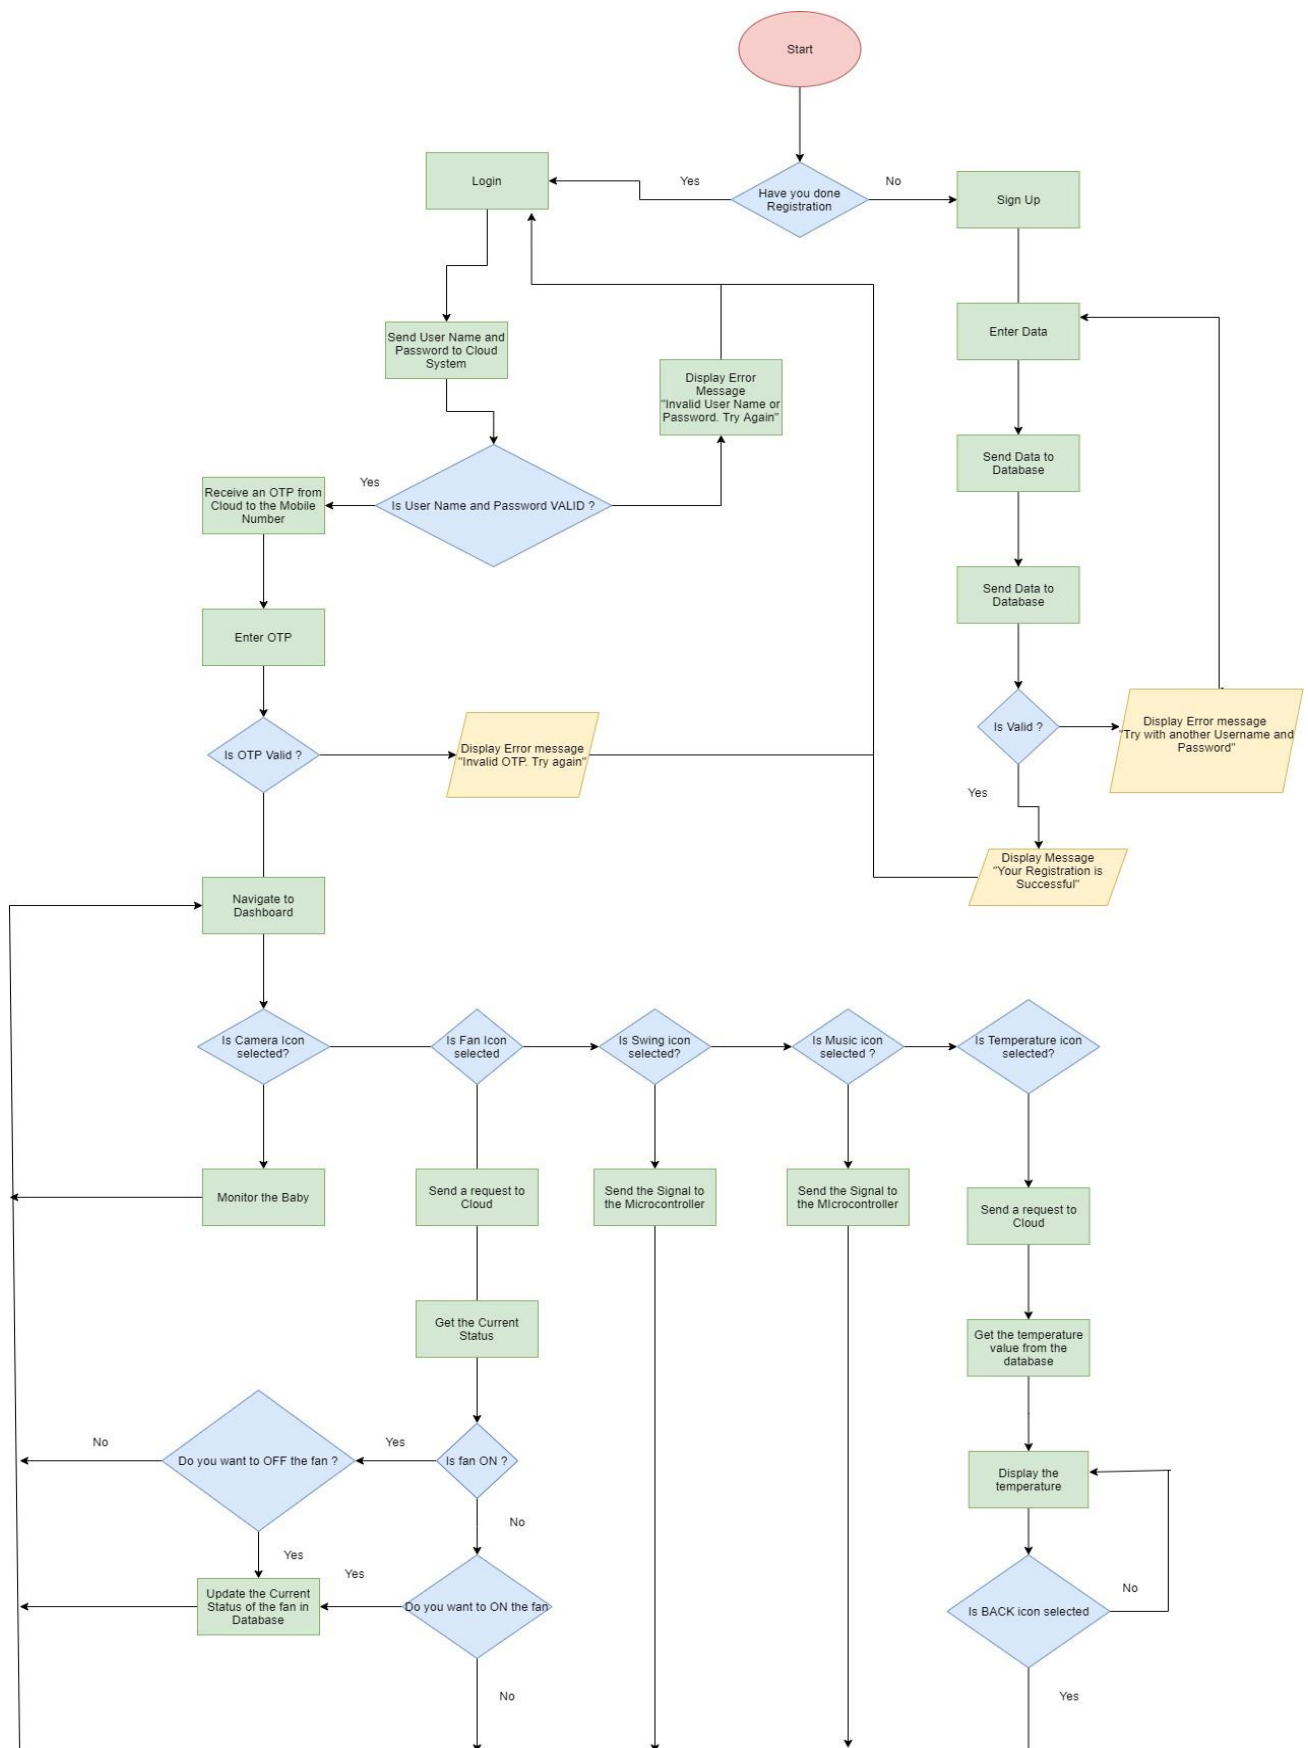 Start
Login
Yes
Have you done
Registration
No
Sign Up
Send User Name and
Password to Cloud
System
Enter Data
Display Error
Message
"Invalid User Name or
Password. Try Again"
Send Data to
Database
Yes
Receive an OTP from
Cloud to the Mobile
Number
Is User Name and Password VALID ?
Send Data to
Database
Enter OTP
Is OTP Valid ?
Display Error message
"Invalid OTP. Try again"
Is Valid ?
Display Error message
"Try with another Username and
Password"
Yes
Display Message
"Your Registration is
Successful"
Navigate to
Dashboard
Is Camera Icon
selected?
Is Fan Icon
selected
Is Swing icon
selected?
Is Music icon
selected ?
Is Temperature icon
selected?
Monitor the Baby
Send a request to
Cloud
Send the Signal to
the Microcontroller
Send the Signal to
the MIcrocontroller
Send a request to
Cloud
Get the Current
Status
Get the temperature
value from the
database
No
Do you want to OFF the fan ?
Yes
Is fan ON ?
Display the
temperature
No
Yes
Yes
Update the Current
Status of the fan in
Database
Do you want to ON the fan
Is BACK icon selected
No
No
Yes